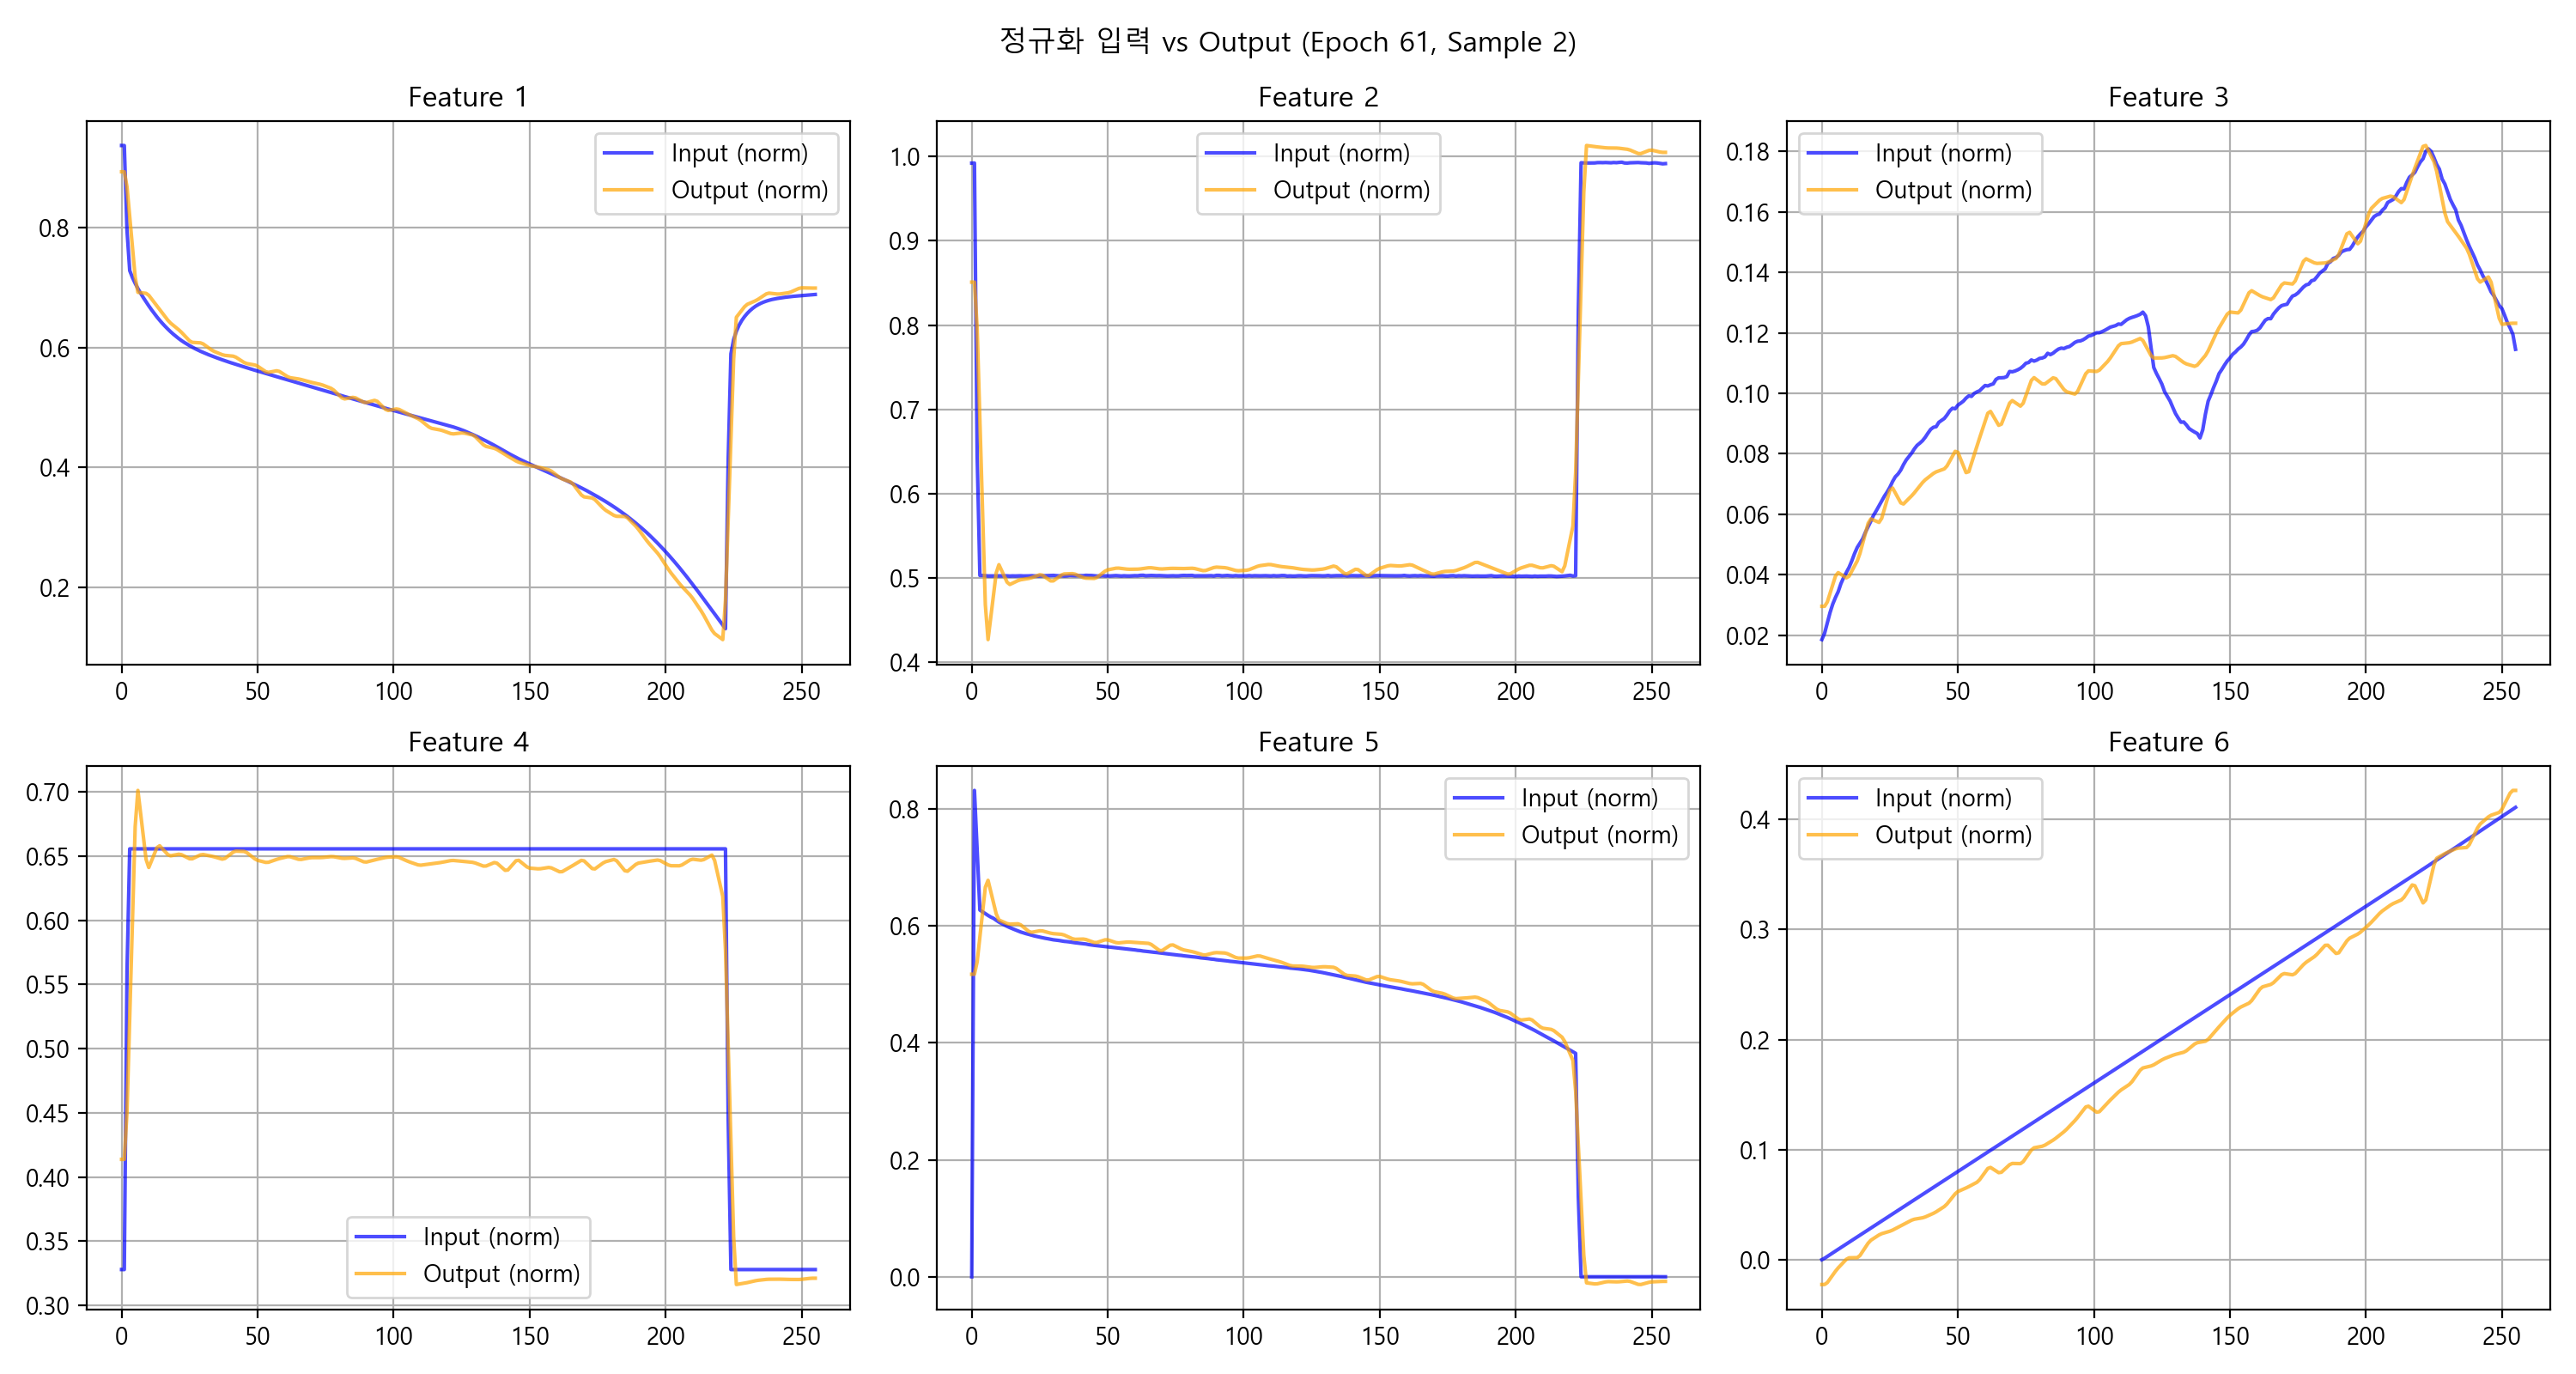 정규화 입력 vs Output (Epoch 61, Sample 2)
Feature 1
Input (norm)
Output (norm)
0.8
0.6
0.4
0.2
0 50 100 150 200 250
Feature 2
Input (norm)
Output (norm)
1.0
0.9
0.8
0.7
0.6
0.5
0.4
0 50 100 150 200 250
Feature 3
Input (norm)
Output (norm)
0.18
0.16
0.14
0.12
0.10
0.08
0.06
0.04
0.02
0 50 100 150 200 250
Feature 4
0.70
0.65
0.60
0.55
0.50
0.45
0.40
0.35
0.30
Input (norm)
Output (norm)
0 50 100 150 200 250
Feature 5
Input (norm)
Output (norm)
0.8
0.6
0.4
0.2
0.0
0 50 100 150 200 250
Feature 6
Input (norm)
Output (norm)
0.4
0.3
0.2
0.1
0.0
0 50 100 150 200 250